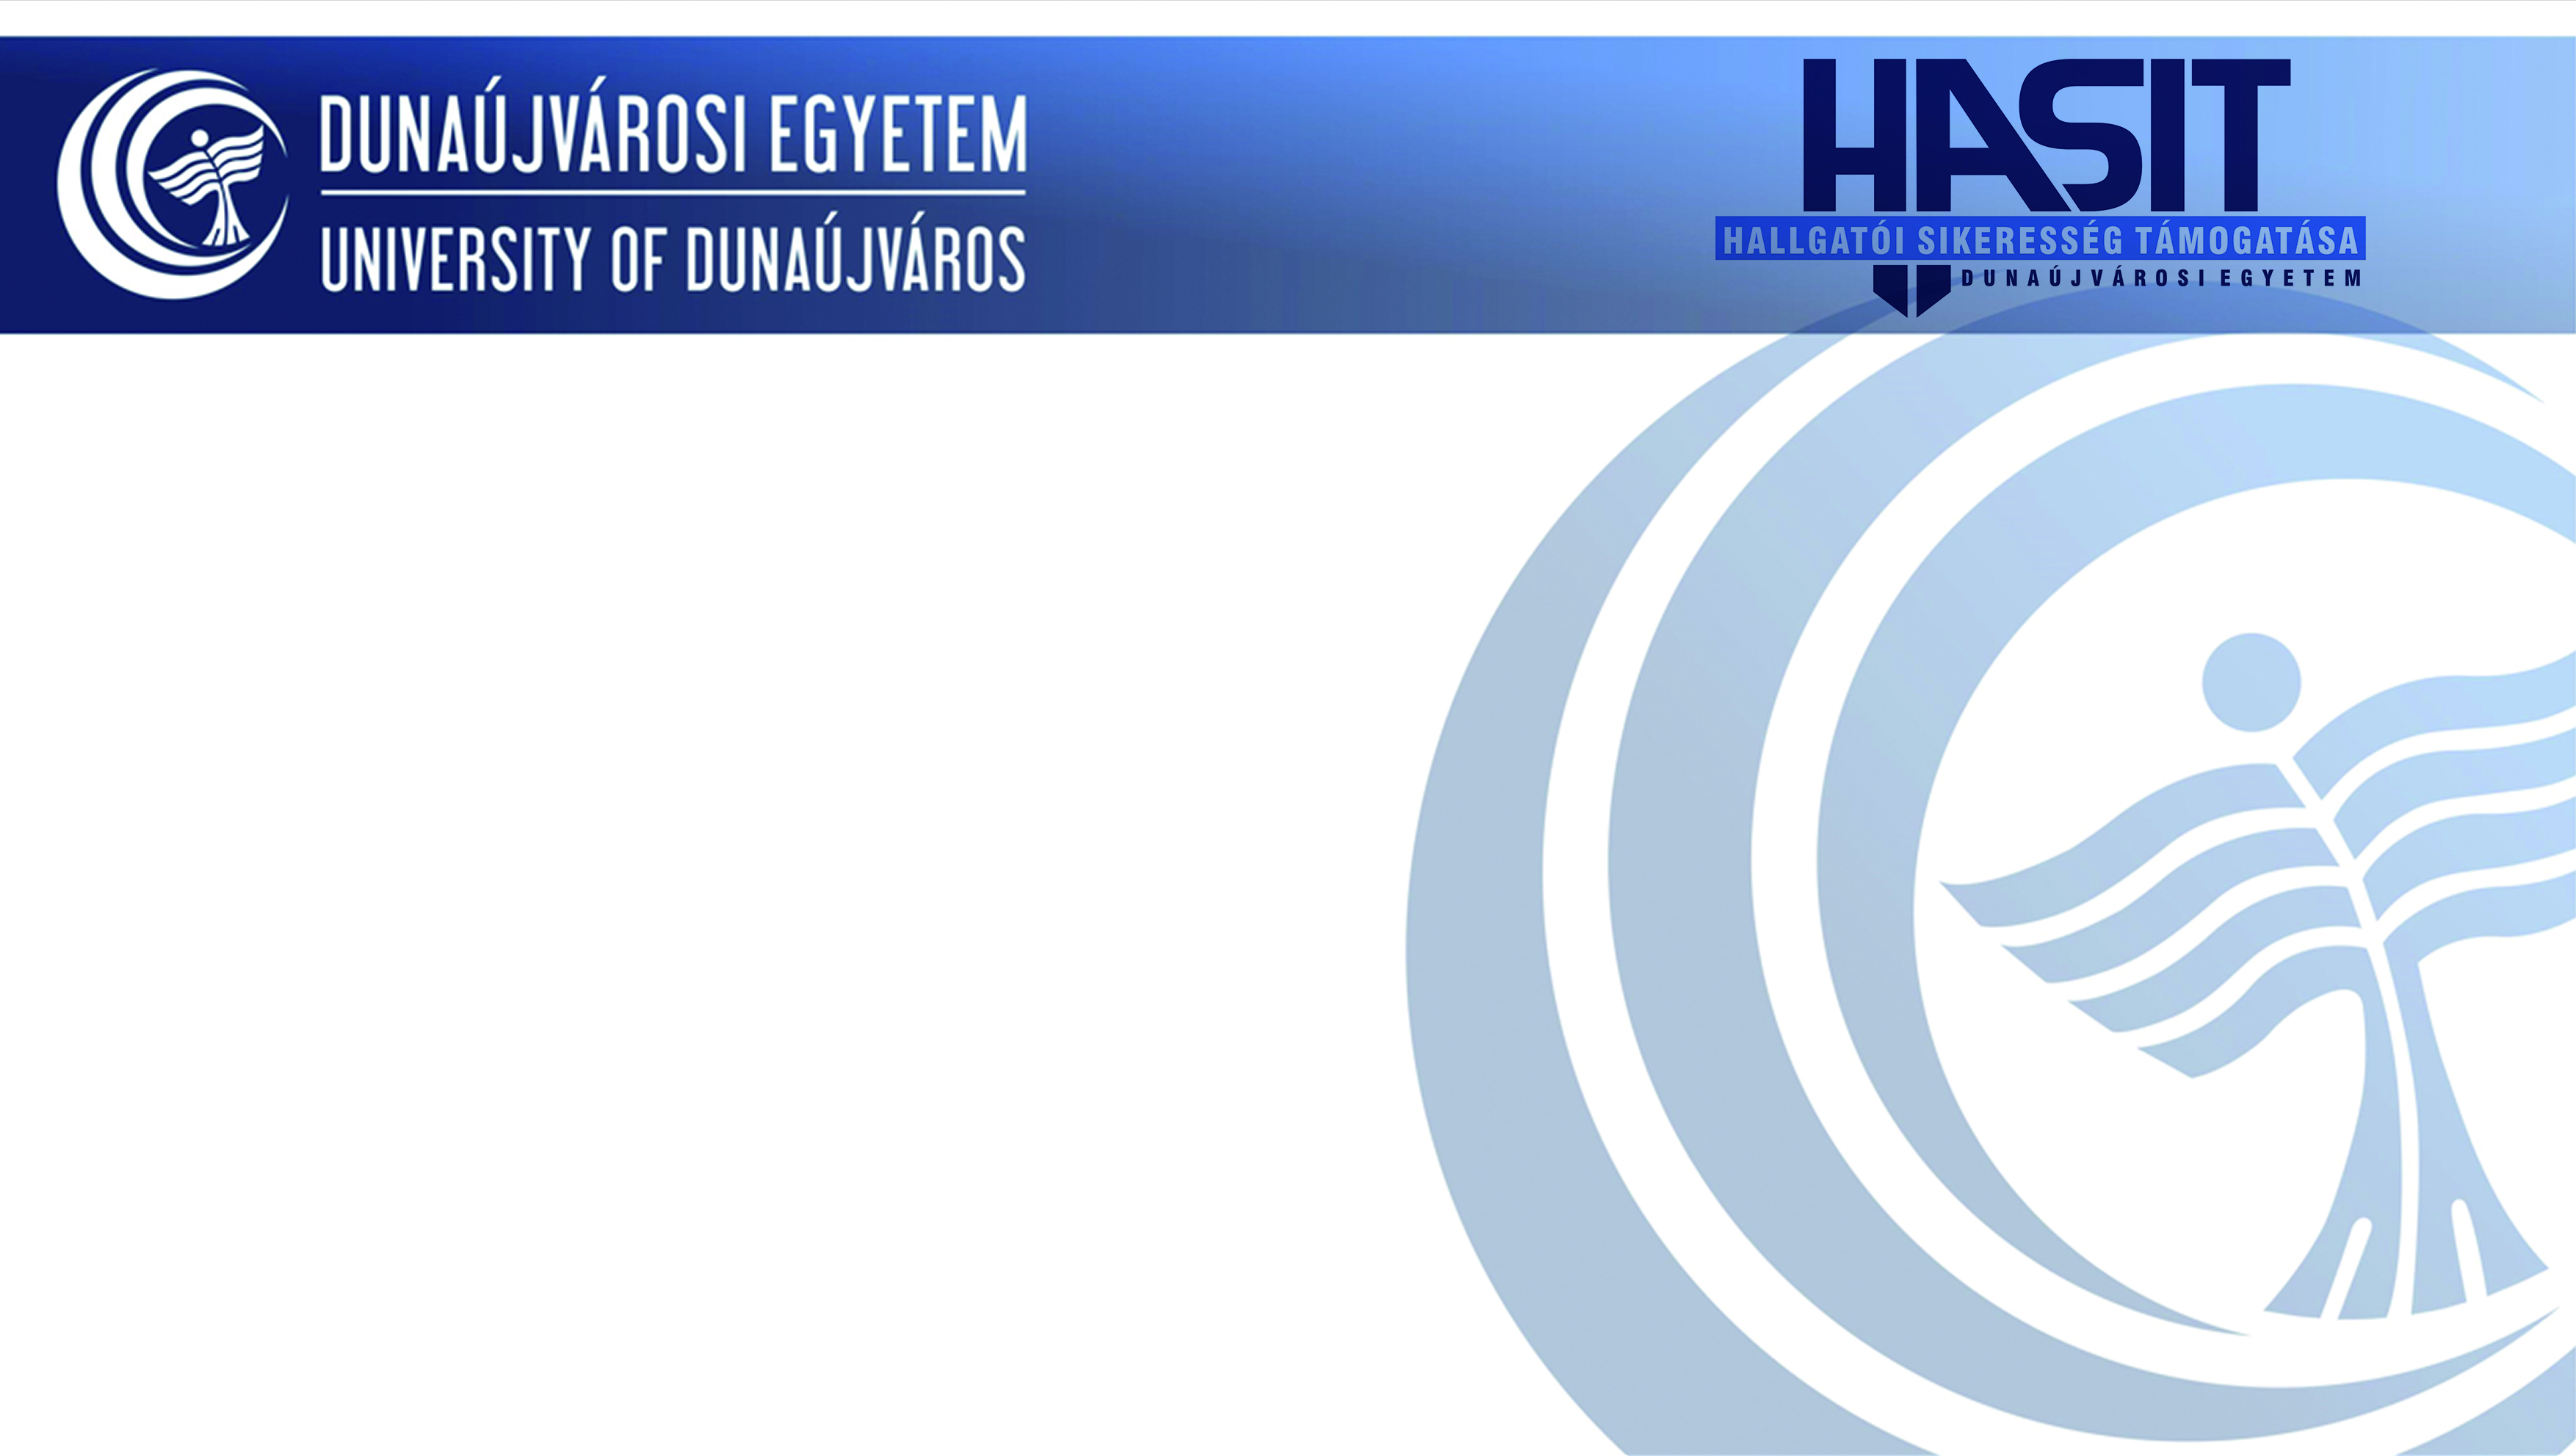 DUNAÚJVÁROSI EGYETEM
UNIVERSITY OF DUNAÚJVÁROS
HASIT
HALLGATÓI SIKERESSÉG TÁMOGATÁSA
DUNAÚJVÁROSI EGYETEM